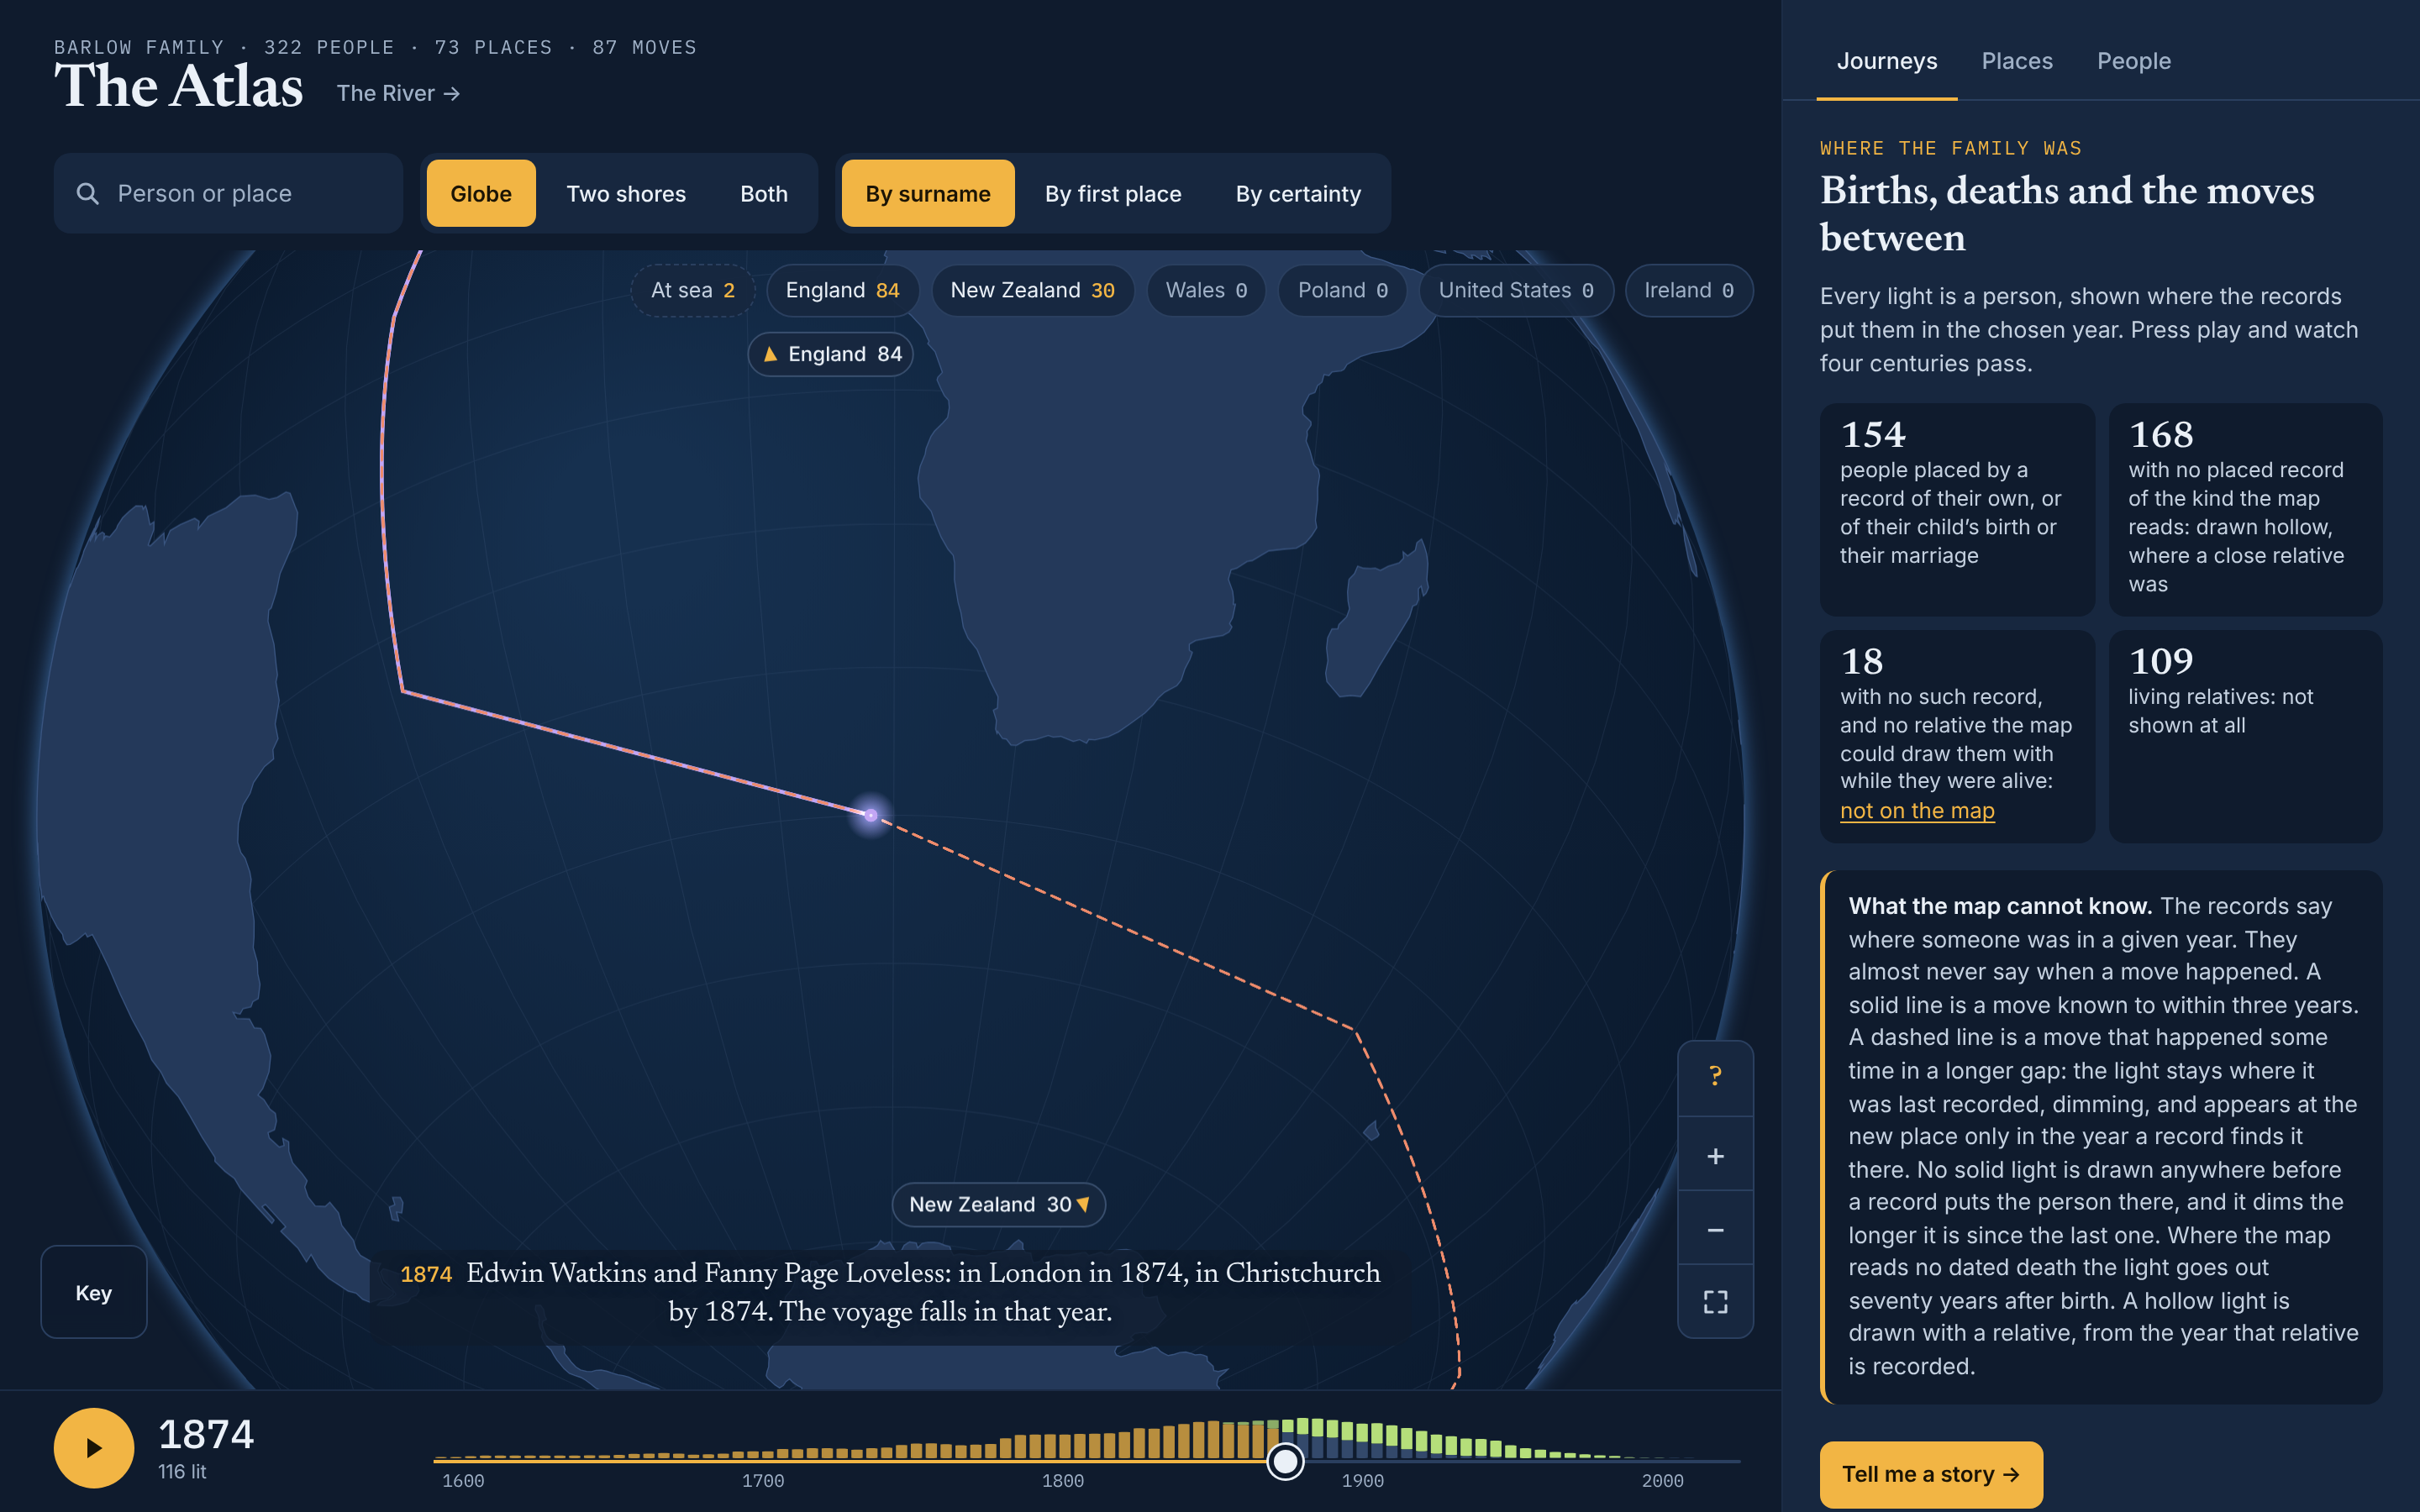 BARLOW FAMILY · 322 PEOPLE · 73 PLACES · 87 MOVES
The Atlas
The River →
Person or place
Globe
Two shores
Both
By surname
By first place
By certainty
At sea 2
England 84
New Zealand 30
Wales 0
Poland 0
United States 0
Ireland 0
England 84
New Zealand 30
1874 Edwin Watkins and Fanny Page Loveless: in London in 1874, in Christchurch
by 1874. The voyage falls in that year.
Key
?
+
−
1874
116 lit
1600
1700
1800
1900
2000
Journeys
Places
People
WHERE THE FAMILY WAS
Births, deaths and the moves
between
Every light is a person, shown where the records
put them in the chosen year. Press play and watch
four centuries pass.
154
people placed by a
record of their own, or
of their child’s birth or
their marriage
168
with no placed record
of the kind the map
reads: drawn hollow,
where a close relative
was
18
with no such record,
and no relative the map
could draw them with
while they were alive:
not on the map
109
living relatives: not
shown at all
What the map cannot know. The records say
where someone was in a given year. They
almost never say when a move happened. A
solid line is a move known to within three years.
A dashed line is a move that happened some
time in a longer gap: the light stays where it
was last recorded, dimming, and appears at the
new place only in the year a record finds it
there. No solid light is drawn anywhere before
a record puts the person there, and it dims the
longer it is since the last one. Where the map
reads no dated death the light goes out
seventy years after birth. A hollow light is
drawn with a relative, from the year that relative
is recorded.
Tell me a story →